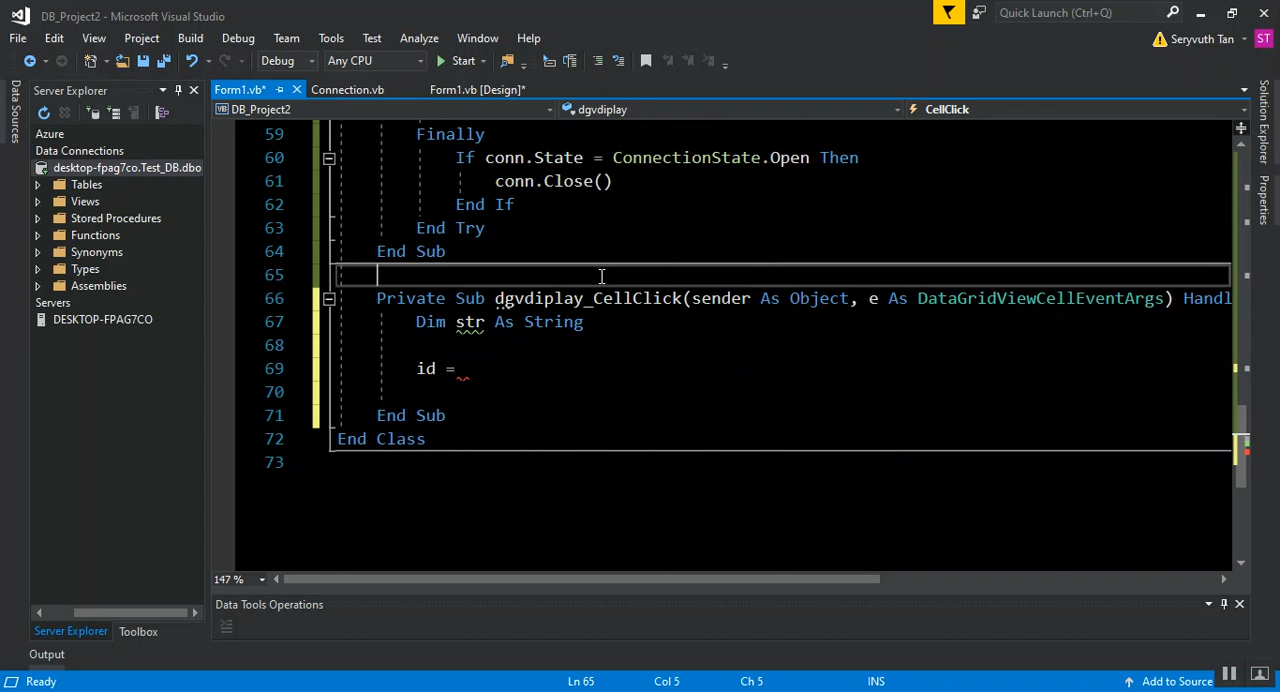 DB_Project2 - Microsoft Visual Studio
Quick Launch (Ctrl+Q)
File Edit View Project Build Debug Team Tools Test Analyze Window Help
Seryvuth Tan ST
Debug Any CPU Start
Data Sources
Server Explorer
Azure
Data Connections
desktop-fpag7co.Test_DB.dbo
Tables
Views
Stored Procedures
Functions
Synonyms
Types
Assemblies
Servers
DESKTOP-FPAG7CO
Server Explorer Toolbox
Form1.vb* Connection.vb Form1.vb [Design]*
DB_Project2 dgvdiplay CellClick
59 Finally
60 If conn.State = ConnectionState.Open Then
61 conn.Close()
62 End If
63 End Try
64 End Sub
65
66 Private Sub dgvdiplay_CellClick(sender As Object, e As DataGridViewCellEventArgs) Handl
67 Dim str As String
68
69 id =
70
71 End Sub
72 End Class
73
147 %
Data Tools Operations
Solution Explorer
Properties
Output
Ready Ln 65 Col 5 Ch 5 INS Add to Source